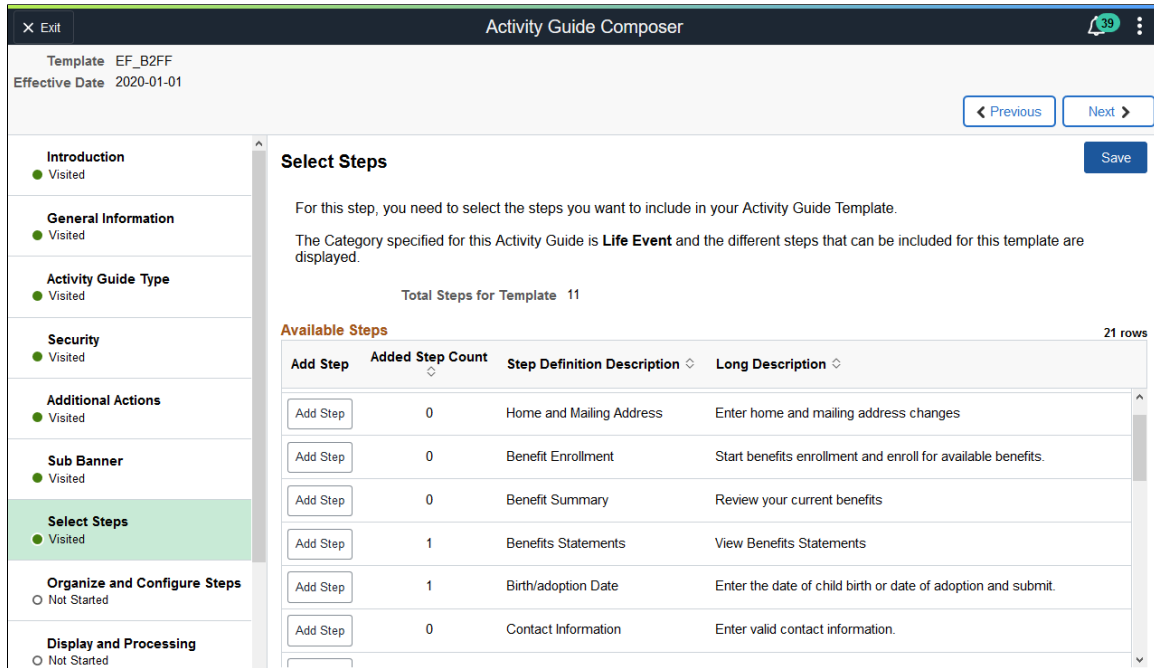 Exit
Activity Guide Composer
39
Template EF_B2FF
Effective Date 2020-01-01
Previous
Next
Introduction
Visited
General Information
Visited
Activity Guide Type
Visited
Security
Visited
Additional Actions
Visited
Sub Banner
Visited
Select Steps
Visited
Organize and Configure Steps
Not Started
Display and Processing
Not Started
Select Steps
Save
For this step, you need to select the steps you want to include in your Activity Guide Template.
The Category specified for this Activity Guide is Life Event and the different steps that can be included for this template are
displayed.
Total Steps for Template 11
Available Steps
21 rows
Add Step Added Step Count Step Definition Description Long Description
Add Step 0 Home and Mailing Address Enter home and mailing address changes
Add Step 0 Benefit Enrollment Start benefits enrollment and enroll for available benefits.
Add Step 0 Benefit Summary Review your current benefits
Add Step 1 Benefits Statements View Benefits Statements
Add Step 1 Birth/adoption Date Enter the date of child birth or date of adoption and submit.
Add Step 0 Contact Information Enter valid contact information.